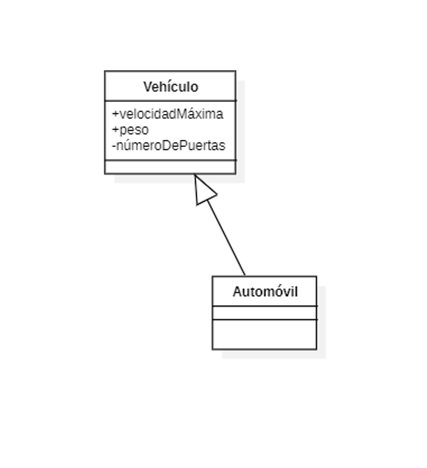 Vehículo
+velocidadMáxima
+peso
-númeroDePuertas
Automóvil